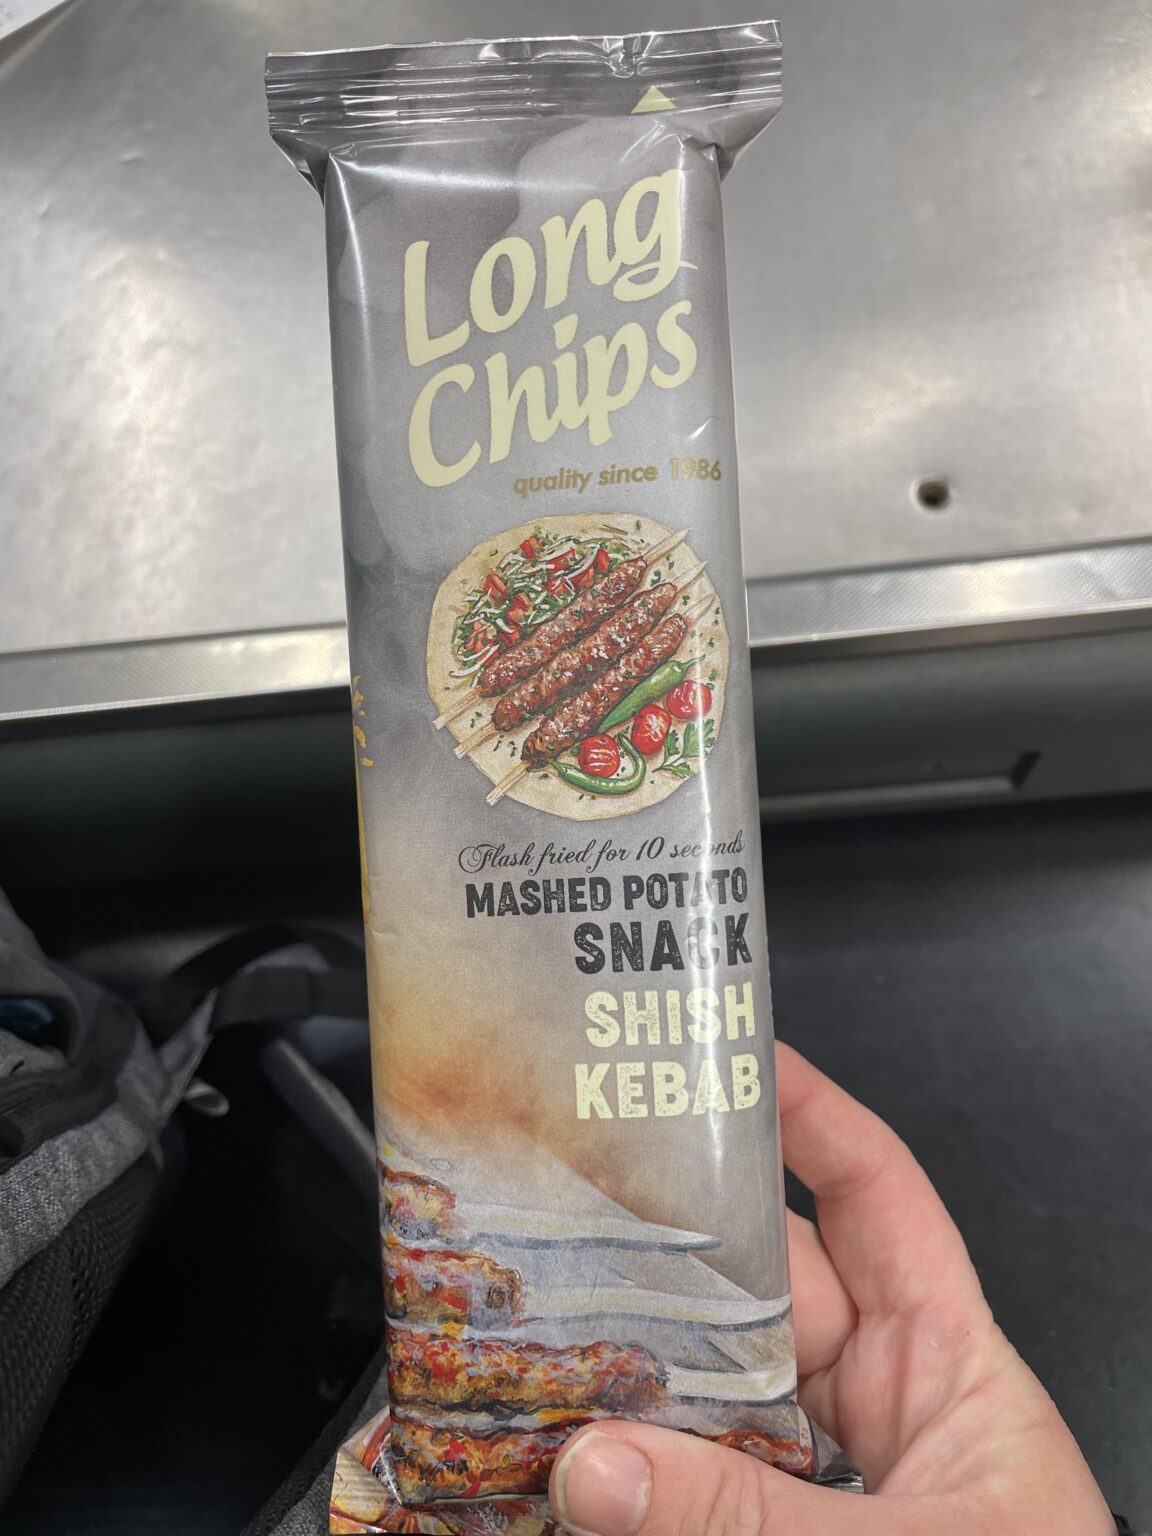 Long
Chips
quality since 1986
Flash fried for 10 seconds
MASHED POTATO
SNACK
SHISH
KEBAB